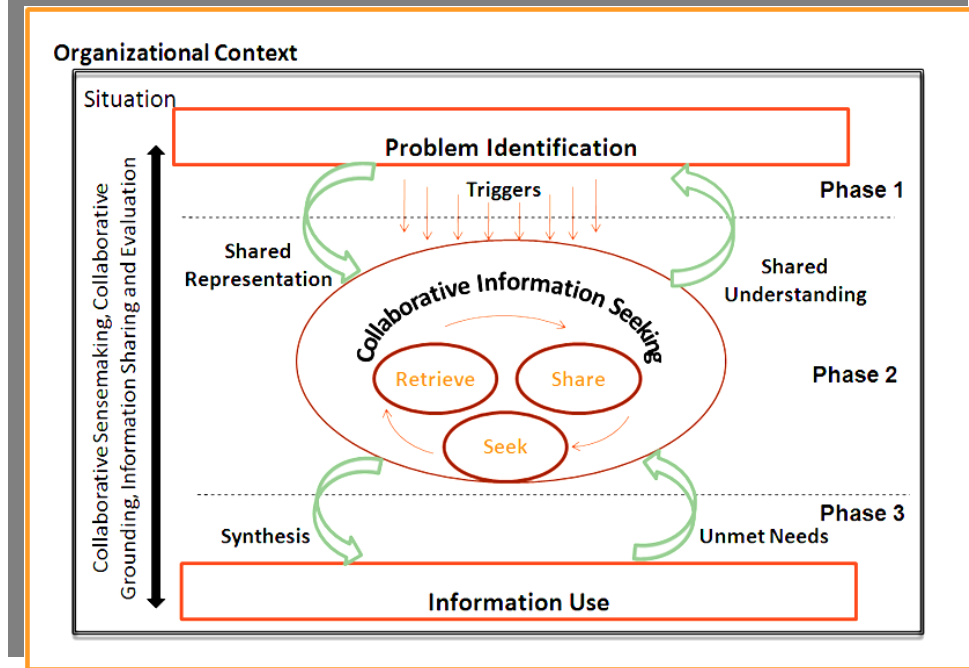 Organizational Context
Situation
Problem Identification
Triggers
Phase 1
Shared
Representation
Shared
Understanding
Collaborative Information Seeking
Retrieve
Share
Seek
Phase 2
Phase 3
Synthesis
Unmet Needs
Information Use
Collaborative Sensemaking, Collaborative
Grounding, Information Sharing and Evaluation